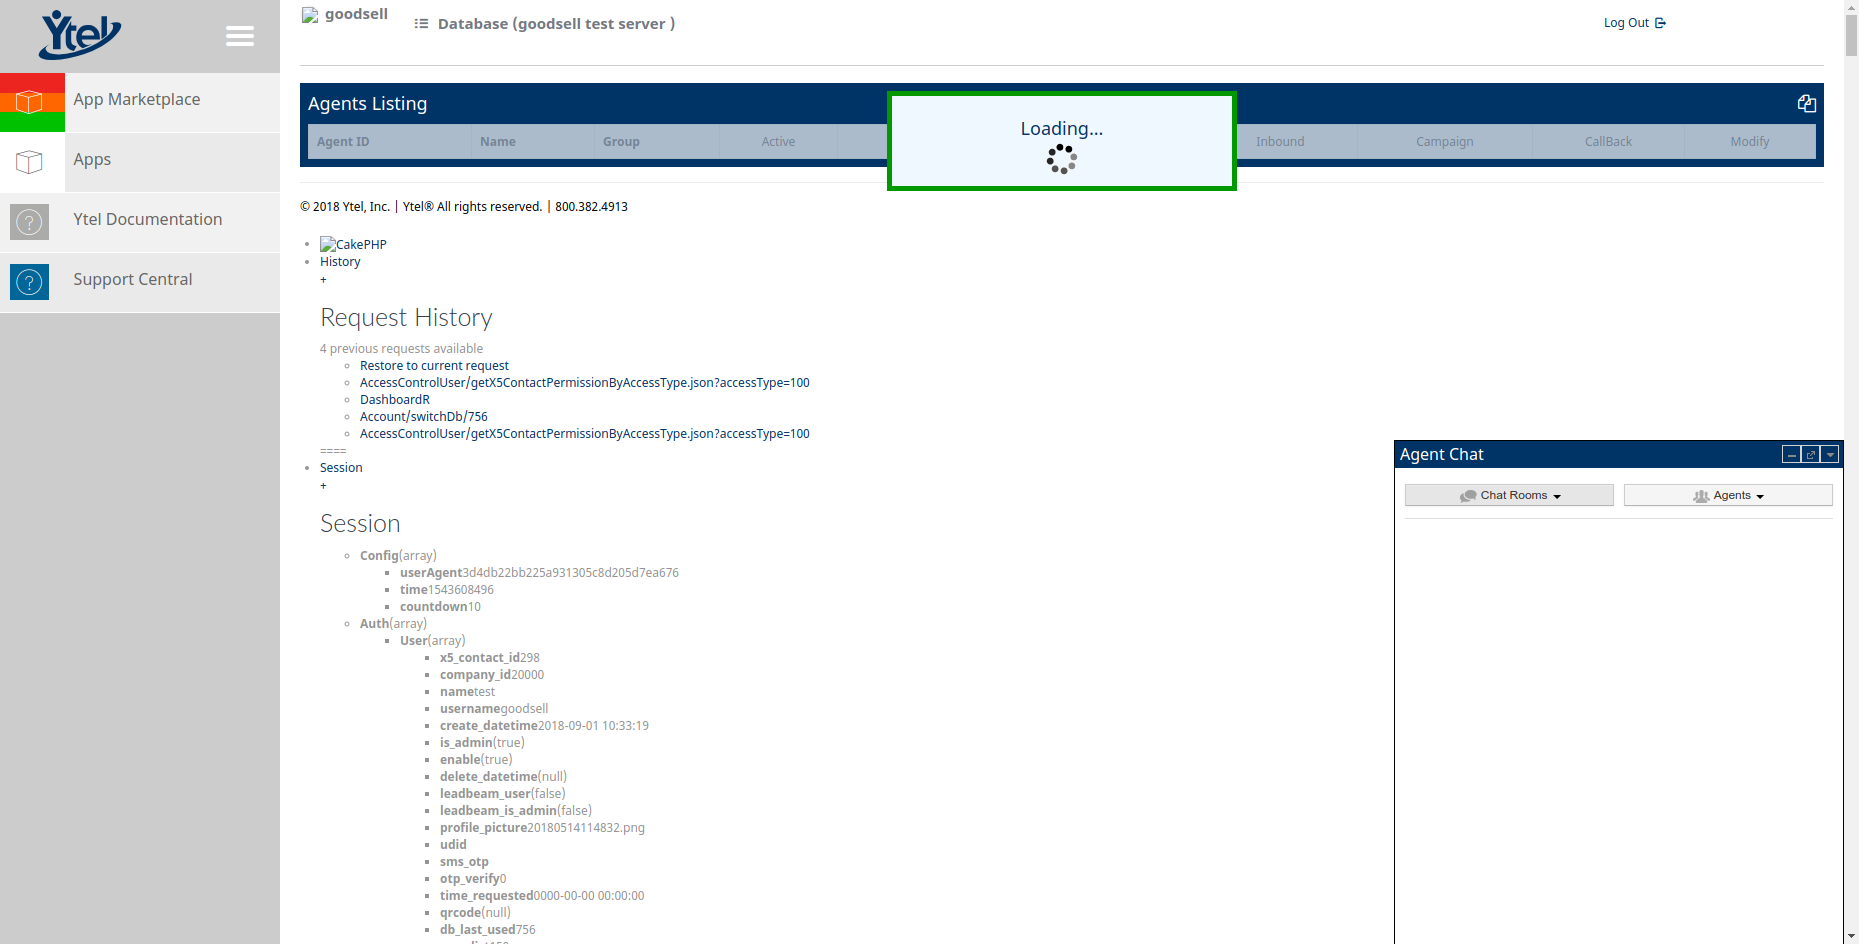 Ytel
App Marketplace
Apps
Ytel Documentation
Support Central
goodsell
Database (goodsell test server )
Log Out
Agents Listing
Agent ID Name Group Active Inbound Campaign CallBack Modify
Loading...
© 2018 Ytel, Inc. | Ytel® All rights reserved. | 800.382.4913
CakePHP
History
+
Request History
4 previous requests available
Restore to current request
AccessControlUser/getX5ContactPermissionByAccessType.json?accessType=100
DashboardR
Account/switchDb/756
AccessControlUser/getX5ContactPermissionByAccessType.json?accessType=100
====
Session
+
Session
Config(array)
userAgent3d4db22bb225a931305c8d205d7ea676
time1543608496
countdown10
Auth(array)
User(array)
x5_contact_id298
company_id20000
nametest
usernamegoodsell
create_datetime2018-09-01 10:33:19
is_admin(true)
enable(true)
delete_datetime(null)
leadbeam_user(false)
leadbeam_is_admin(false)
profile_picture20180514114832.png
udid
sms_otp
otp_verify0
time_requested0000-00-00 00:00:00
qrcode(null)
db_last_used756
Agent Chat
Chat Rooms
Agents